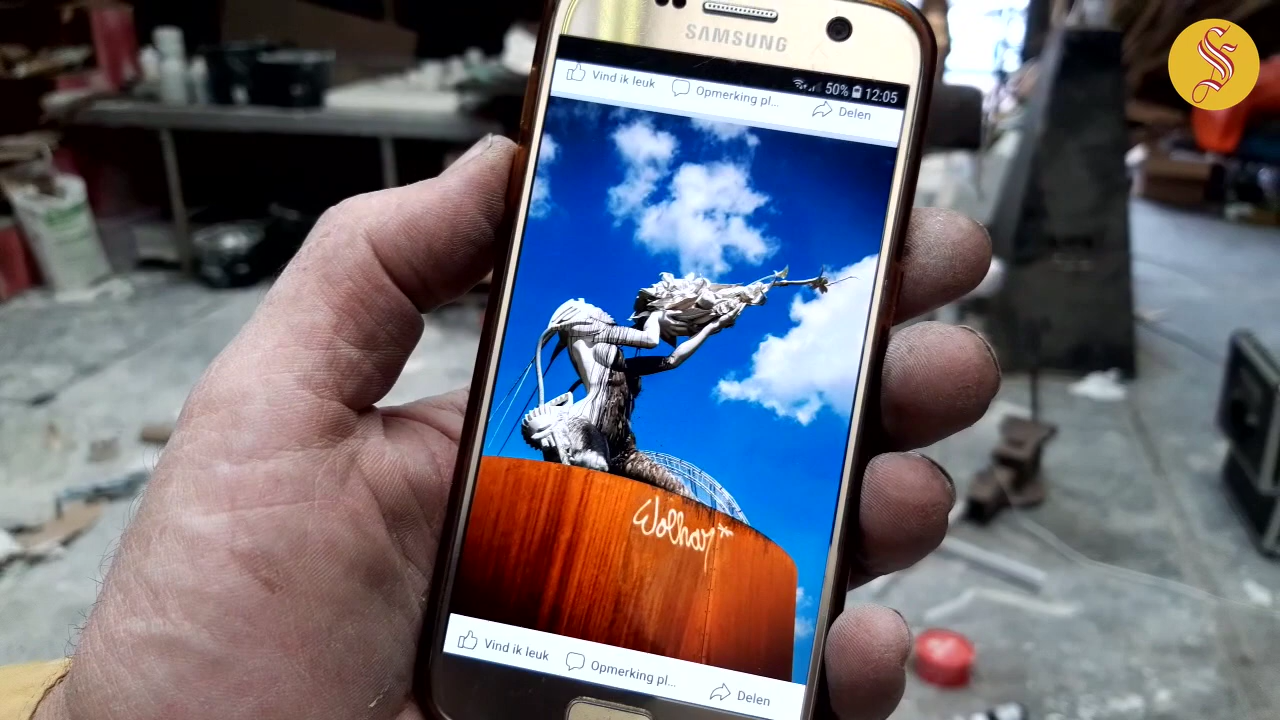 S
SAMSUNG
Vind ik leuk
Opmerking pl...
Delen
50% 12:05
Wolhar*
Vind ik leuk
Opmerking pl...
Delen